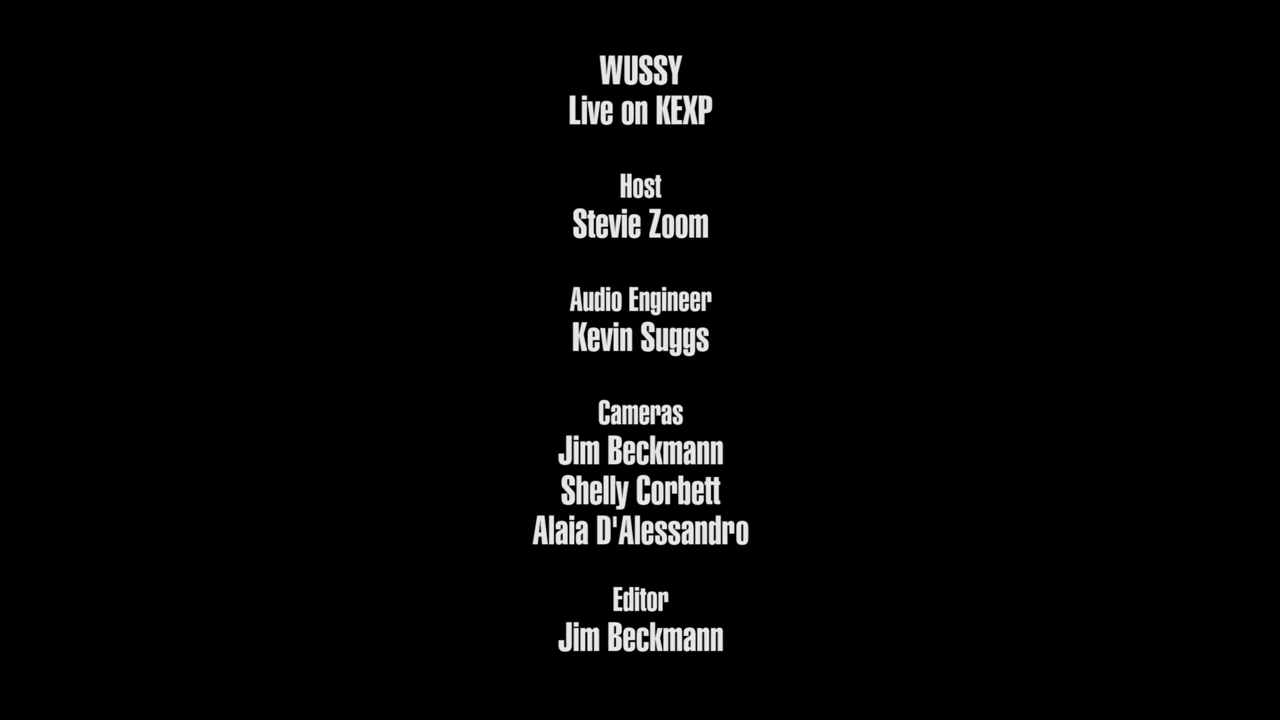 WUSSY
Live on KEXP
Host
Stevie Zoom
Audio Engineer
Kevin Suggs
Cameras
Jim Beckmann
Shelly Corbett
Alaia D'Alessandro
Editor
Jim Beckmann